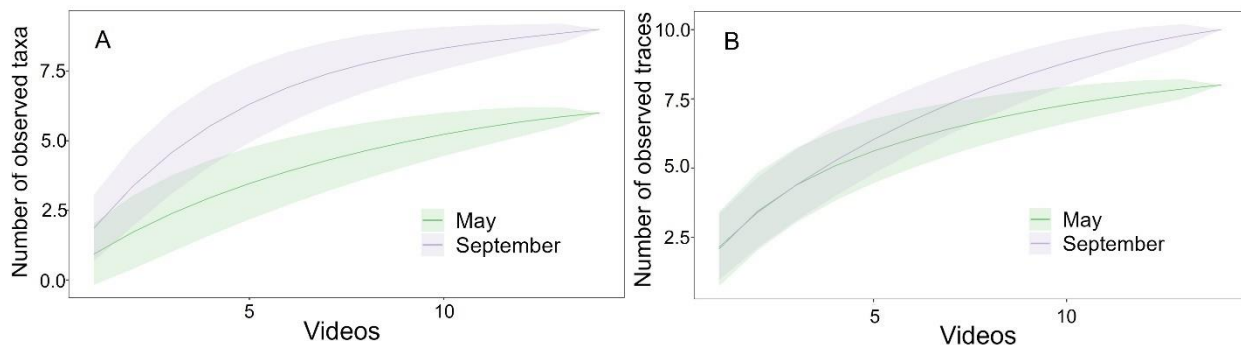 A
Number of observed taxa
7.5
5.0
2.5
0.0
May
September
5
10
Videos
B
Number of observed traces
10.0
7.5
5.0
2.5
May
September
5
10
Videos